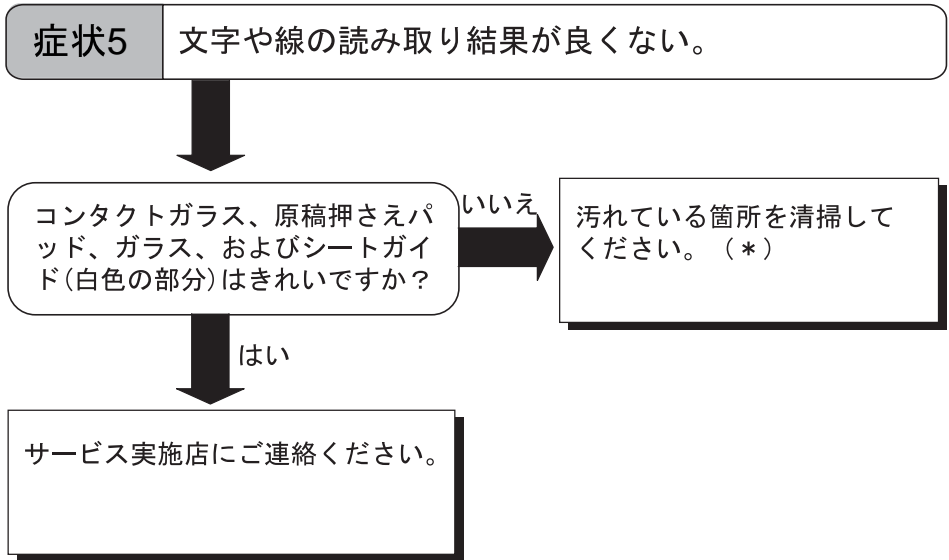 症状5 文字や線の読み取り結果が良くない。
コンタクトガラス、原稿押さえパ
ッド、ガラス、およびシートガイ
ド(白色の部分)はきれいですか?
いいえ
汚れている箇所を清掃して
ください。(*)
はい
サービス実施店にご連絡ください。